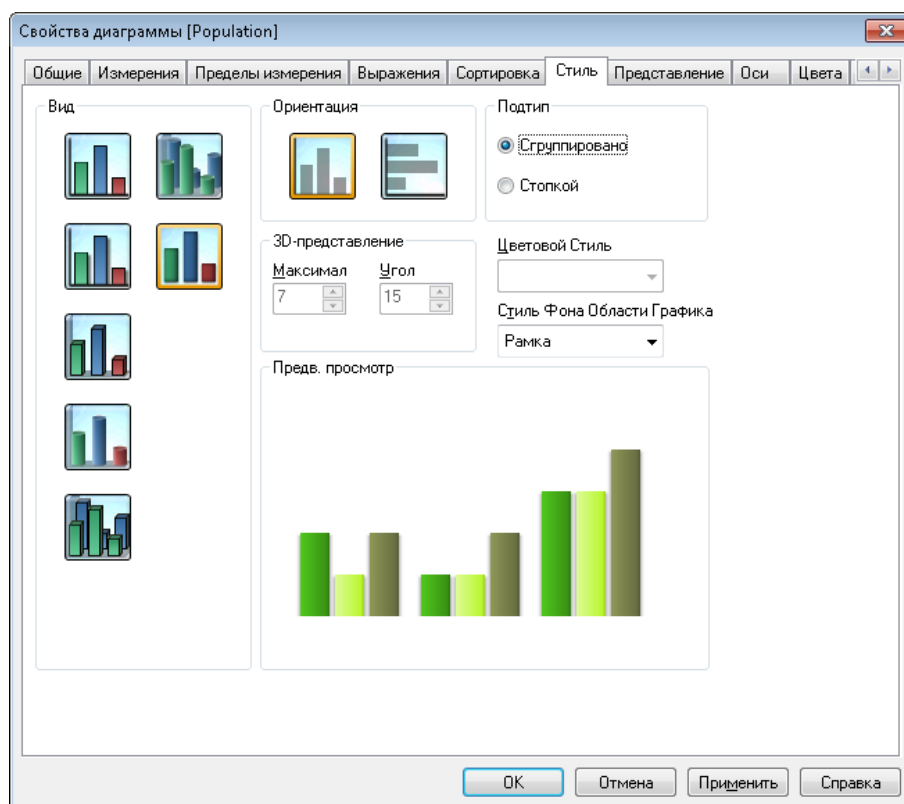 Свойства диаграммы [Population]
Общие Измерения Пределы измерения Выражения Сортировка Стиль Представление Оси Цвета
Вид
Ориентация
Подтип
Сгруппировано
Стопкой
3D-представление
Максимал Угол
7 15
Цветовой Стиль
Стиль Фона Области Графика
Рамка
Предв. просмотр
OK Отмена Применить Справка